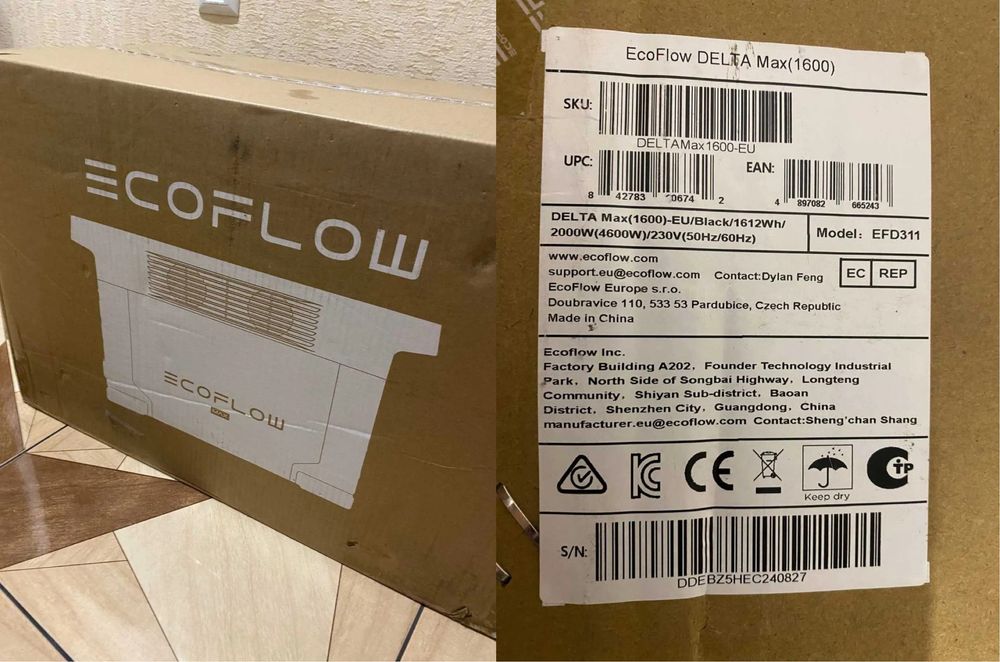 ECOFLOW
ECOFLOW
MAX
EcoFlow DELTA Max(1600)
SKU:
DELTAMax1600-EU
UPC:
8 42783 10674 2
EAN:
4 897082 665243
DELTA Max(1600)-EU/Black/1612Wh/
2000W(4600W)/230V(50Hz/60Hz)
Model: EFD311
www.ecoflow.com
support.eu@ecoflow.com Contact:Dylan Feng
EC REP
EcoFlow Europe s.r.o.
Doubravice 110, 533 53 Pardubice, Czech Republic
Made in China
Ecoflow Inc.
Factory Building A202, Founder Technology Industrial
Park, North Side of Songbai Highway, Longteng
Community, Shiyan Sub-district, Baoan
District, Shenzhen City, Guangdong, China
manufacturer.eu@ecoflow.com Contact:Sheng'chan Shang
CE
Keep dry
S/N:
DDEBZ5HEC240827